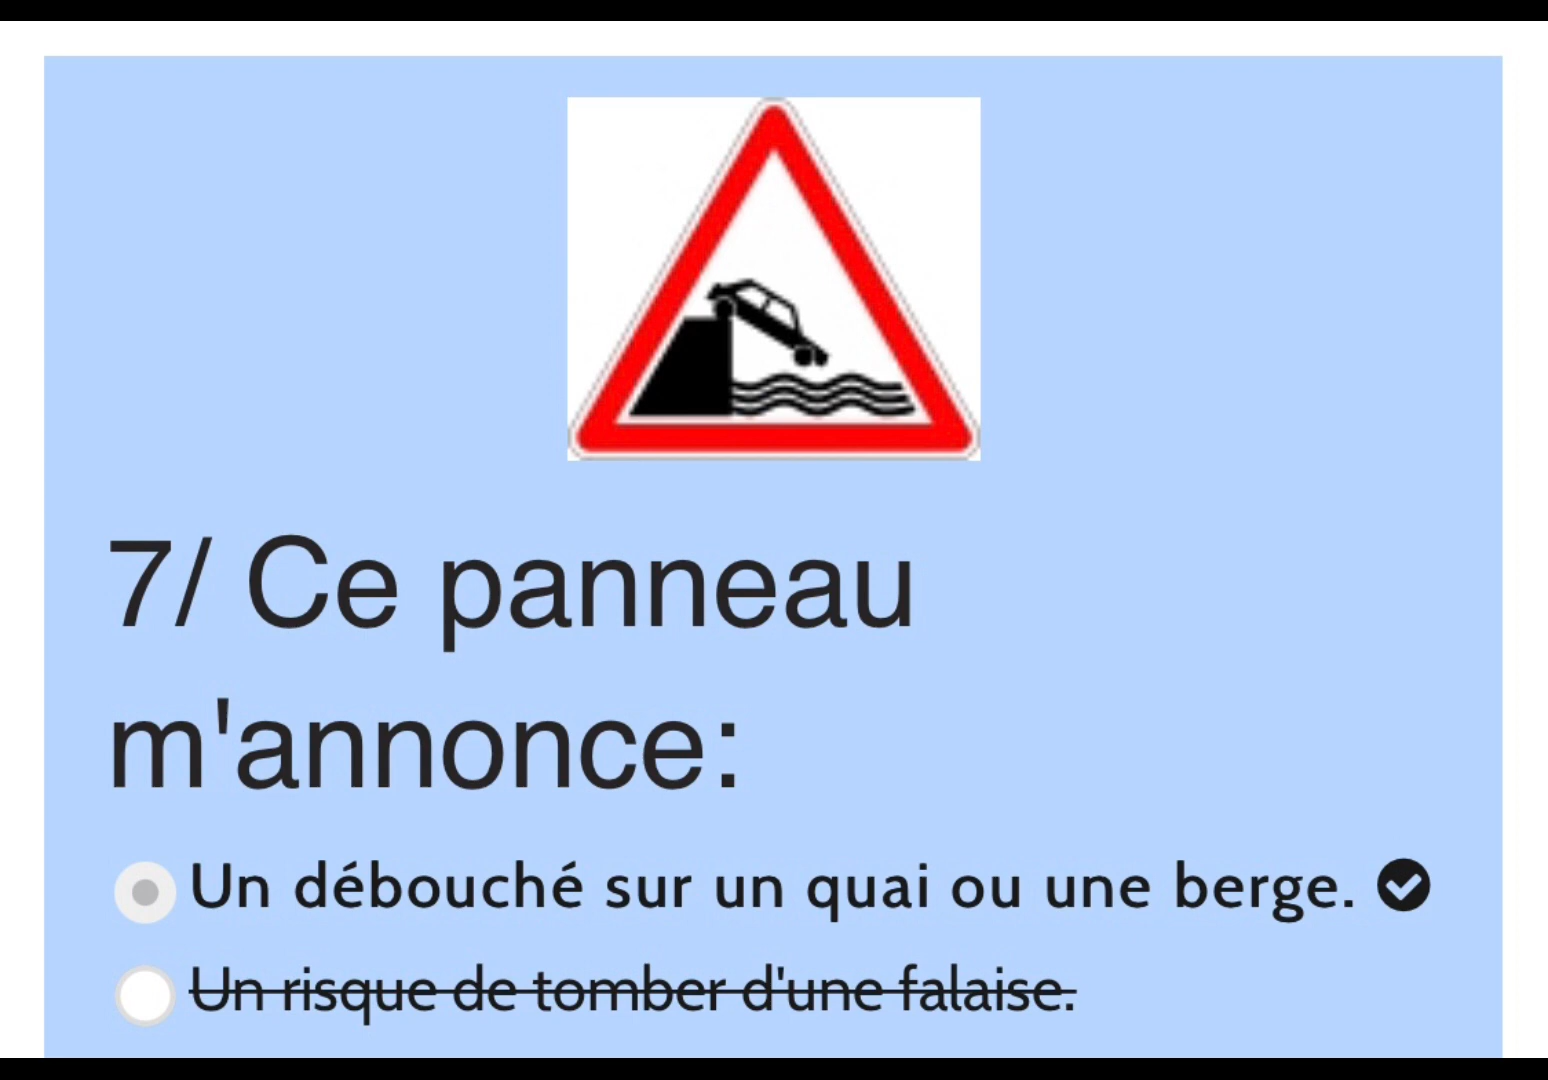 7/ Ce panneau
m'annonce:
Un débouché sur un quai ou une berge.
Un risque de tomber d'une falaise.